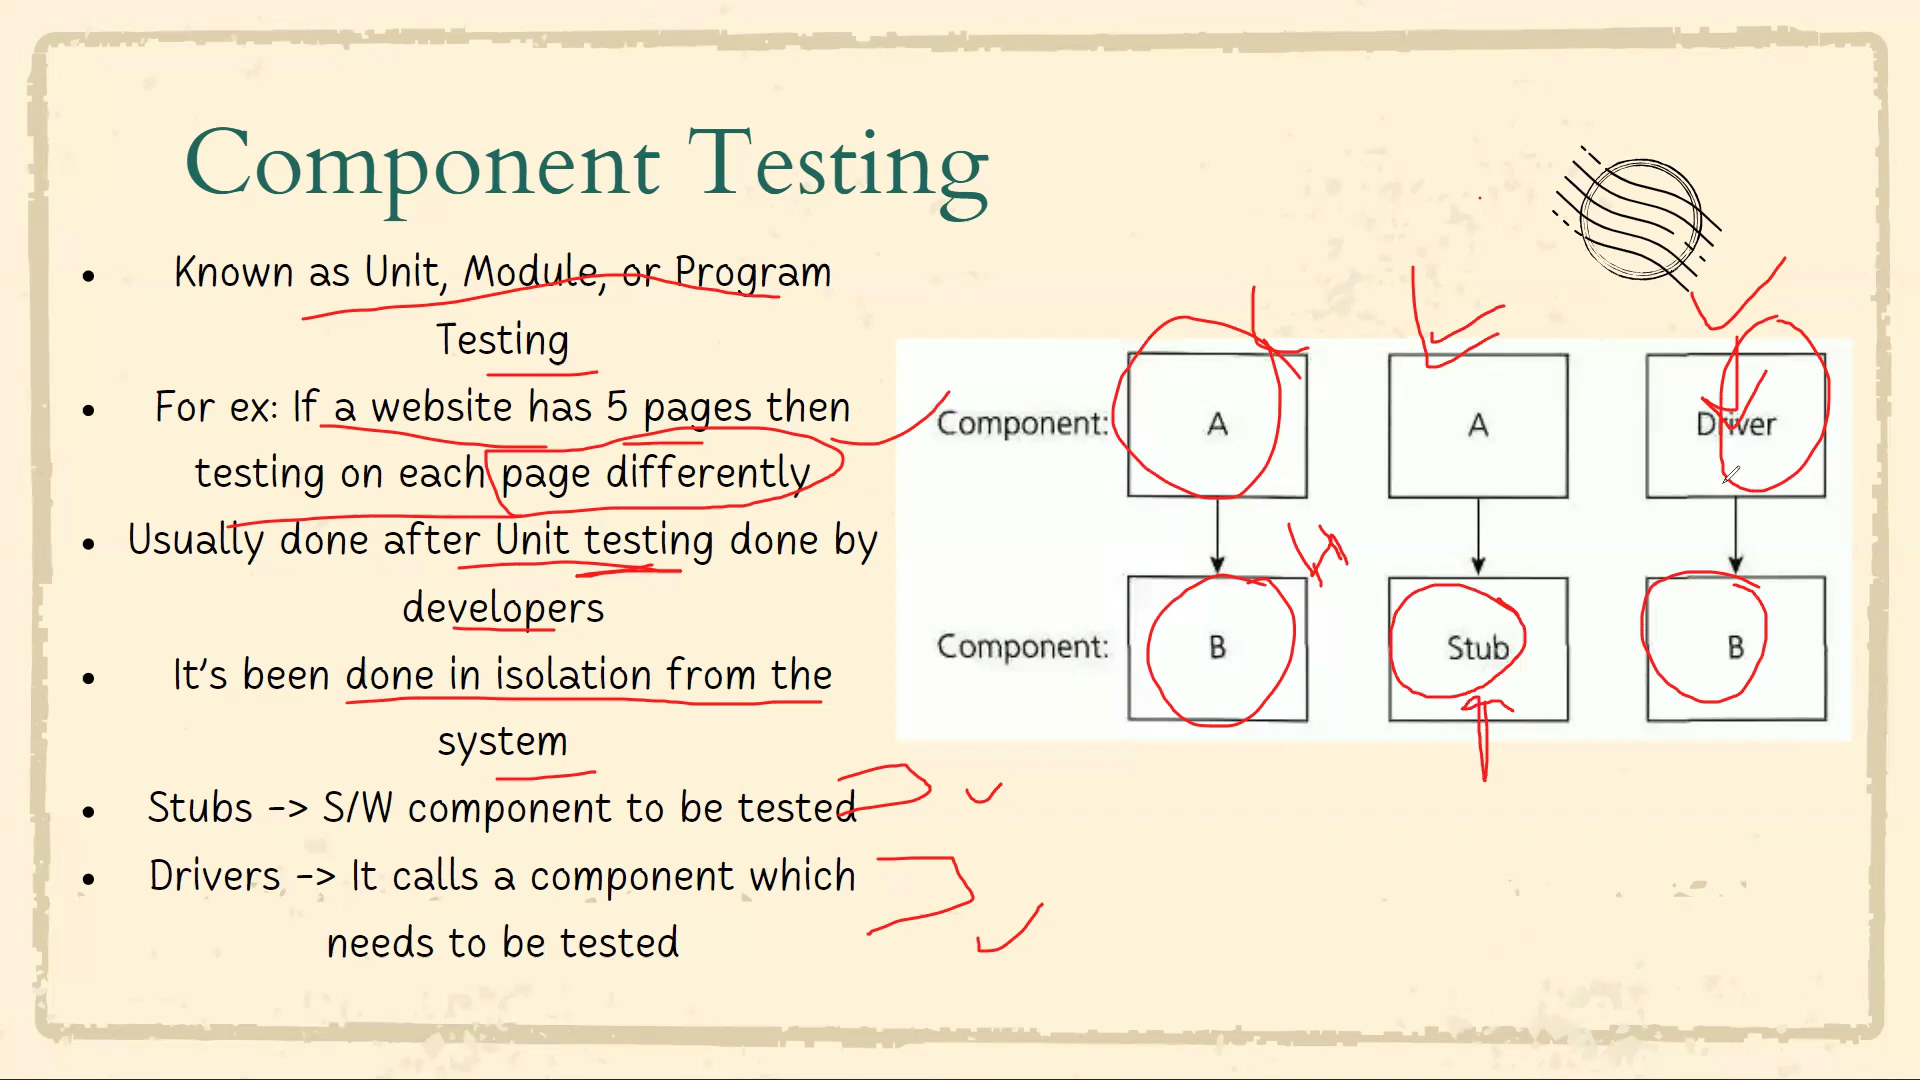 Component Testing
Known as Unit, Module, or Program
Testing
For ex: If a website has 5 pages then
testing on each page differently
Usually done after Unit testing done by
developers
It's been done in isolation from the
system
Stubs -> S/W component to be tested
Drivers -> It calls a component which
needs to be tested
Component: A A Driver
Component: B Stub B